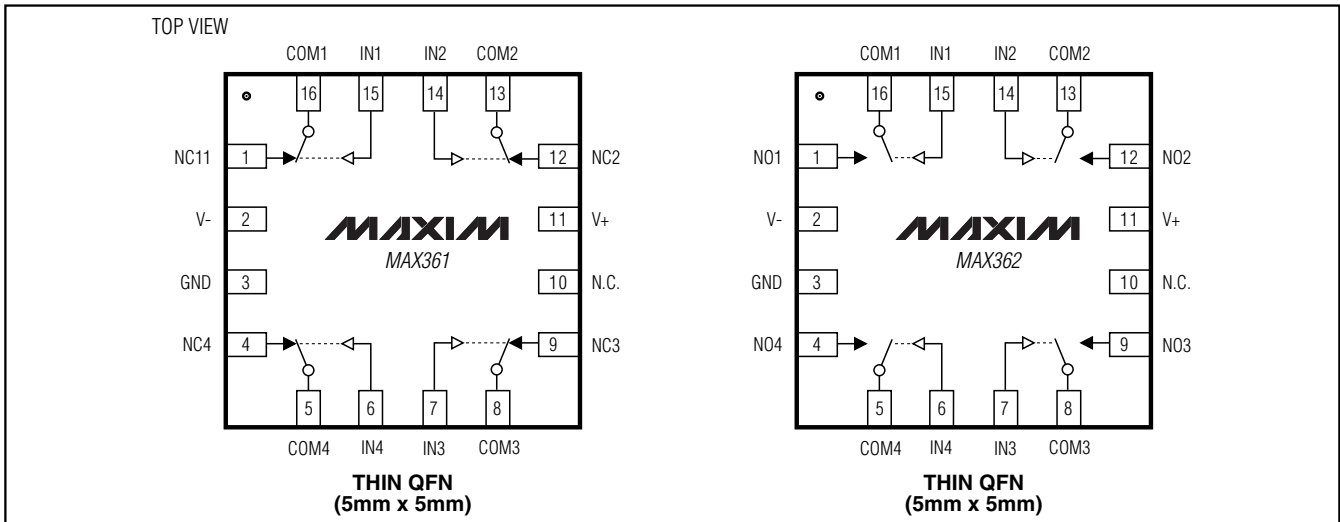 TOP VIEW
COM1 IN1 IN2 COM2
16 15 14 13
NC11 1 12 NC2
V- 2 11 V+
MAXIM
MAX361
GND 3 10 N.C.
NC4 4 9 NC3
5 6 7 8
COM4 IN4 IN3 COM3
THIN QFN
(5mm x 5mm)
COM1 IN1 IN2 COM2
16 15 14 13
NO1 1 12 NO2
V- 2 11 V+
MAXIM
MAX362
GND 3 10 N.C.
NO4 4 9 NO3
5 6 7 8
COM4 IN4 IN3 COM3
THIN QFN
(5mm x 5mm)